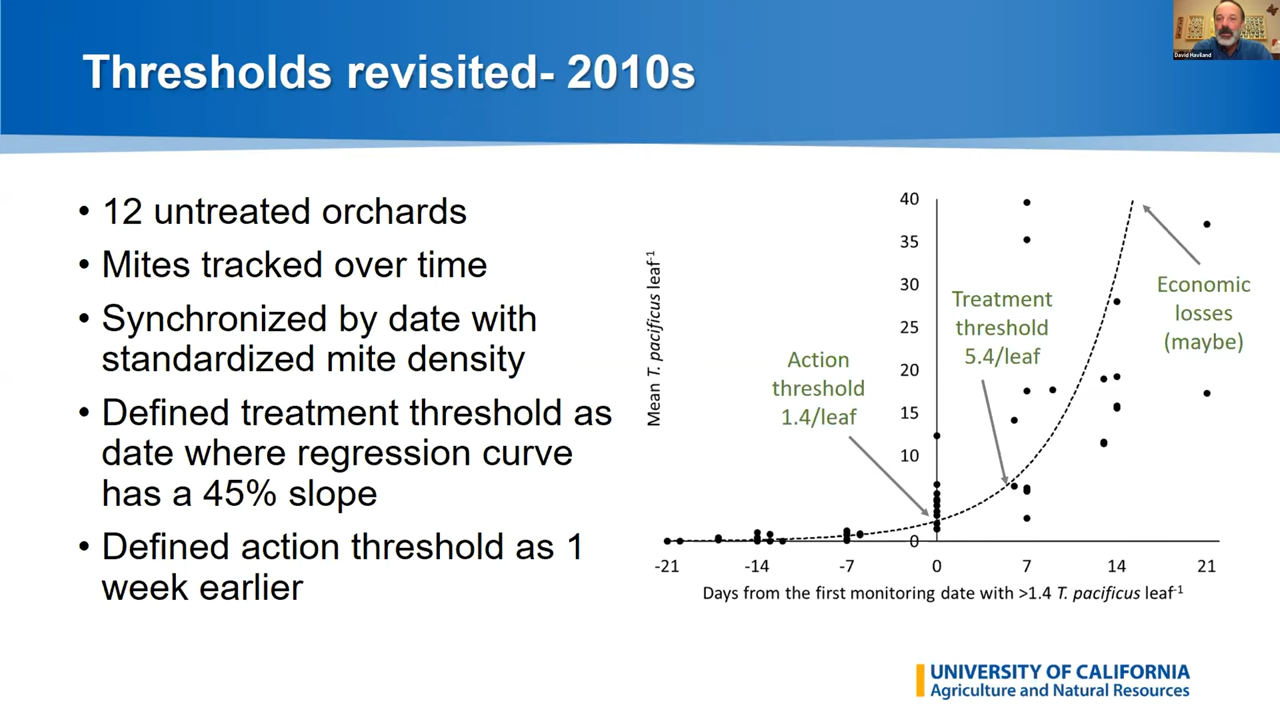 Thresholds revisited- 2010s
David Haviland
• 12 untreated orchards
• Mites tracked over time
• Synchronized by date with
standardized mite density
• Defined treatment threshold as
date where regression curve
has a 45% slope
• Defined action threshold as 1
week earlier
Mean T. pacificus leaf-1
40
35
30
25
20
15
10
0
-21 -14 -7 0 7 14 21
Days from the first monitoring date with >1.4 T. pacificus leaf-1
Action
threshold
1.4/leaf
Treatment
threshold
5.4/leaf
Economic
losses
(maybe)
UNIVERSITY OF CALIFORNIA
Agriculture and Natural Resources